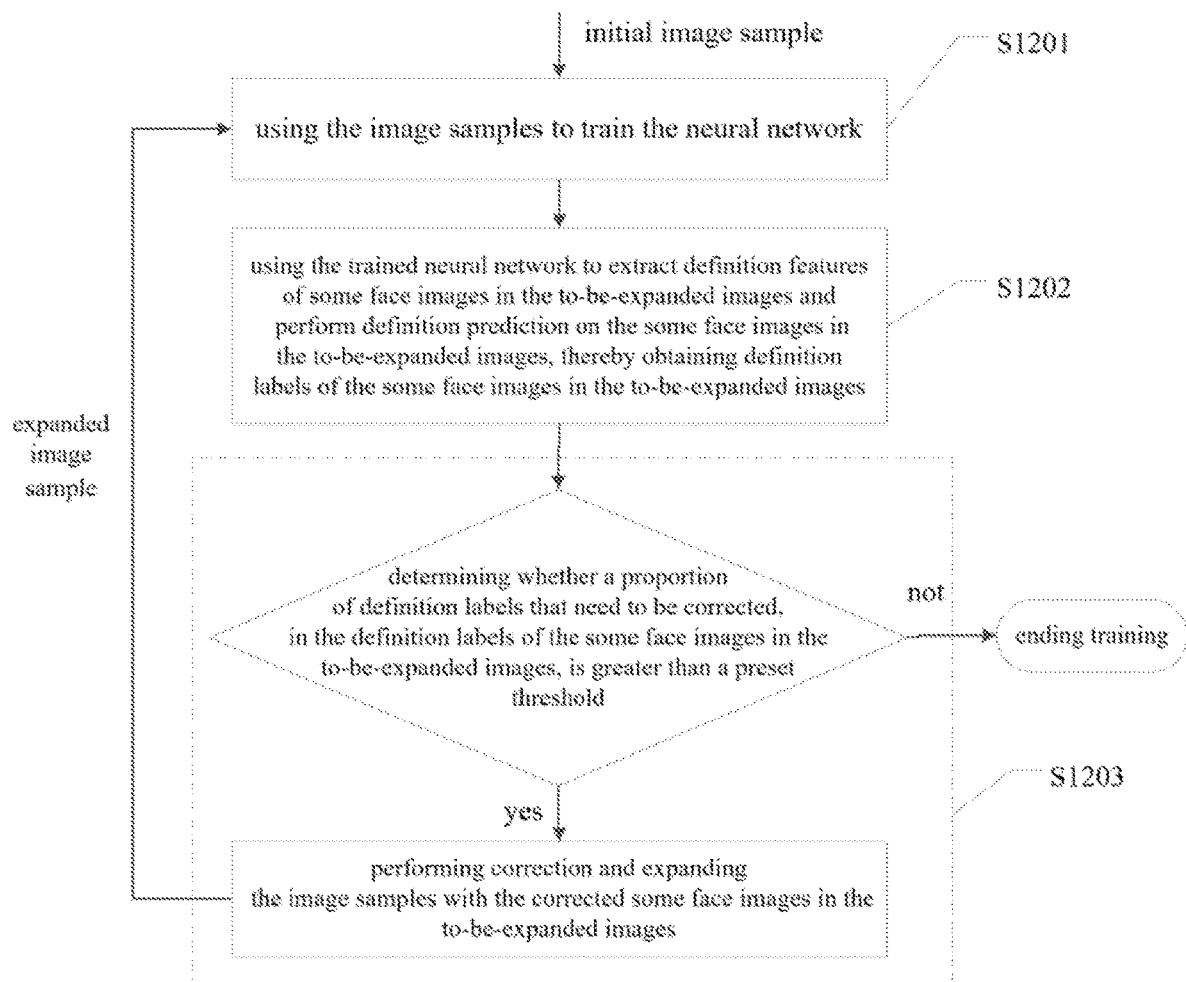 initial image sample
S1201
using the image samples to train the neural network
using the trained neural network to extract definition features
of some face images in the to-be-expanded images and
perform definition prediction on the some face images in
the to-be-expanded images, thereby obtaining definition
labels of the some face images in the to-be-expanded images
S1202
expanded
image
sample
determining whether a proportion
of definition labels that need to be corrected,
in the definition labels of the some face images in the
to-be-expanded images, is greater than a preset
threshold
not
ending training
S1203
yes
performing correction and expanding
the image samples with the corrected some face images in the
to-be-expanded images